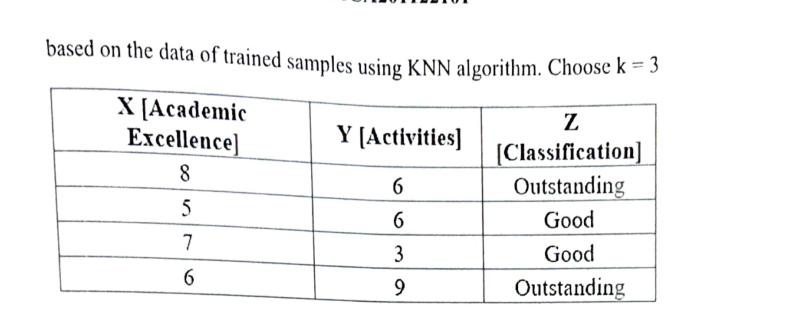 based on the data of trained samples using KNN algorithm. Choose k = 3
X [Academic Excellence] Y [Activities] Z [Classification]
8 6 Outstanding
5 6 Good
7 3 Good
6 9 Outstanding